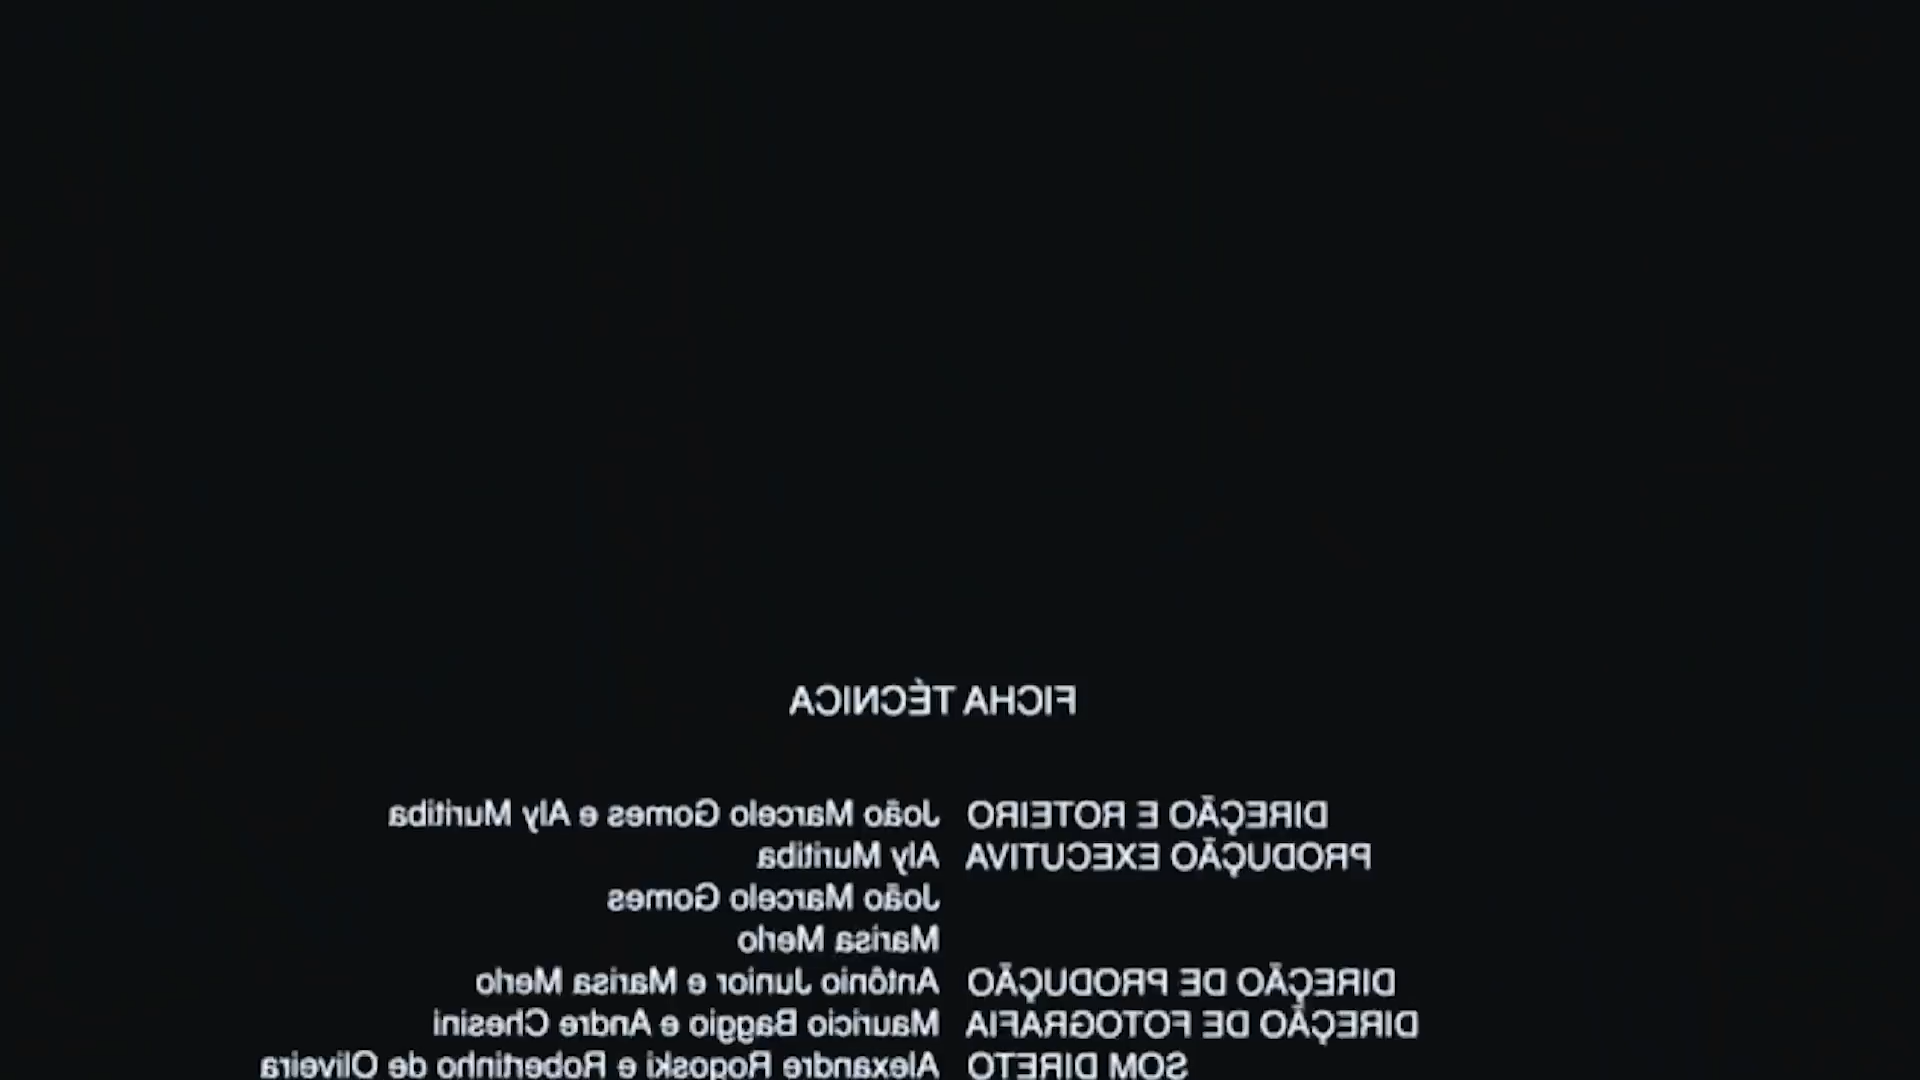 FICHA TÉCNICA
DIREÇÃO E ROTEIRO João Marcelo Gomes e Aly Muritiba
PRODUÇÃO EXECUTIVA Aly Muritiba
João Marcelo Gomes
Marisa Merlo
DIREÇÃO DE PRODUÇÃO Antônio Junior e Marisa Merlo
DIREÇÃO DE FOTOGRAFIA Mauricio Baggio e Andre Chesini
SOM DIRETO Alexandre Rogoski e Robertinho de Oliveira